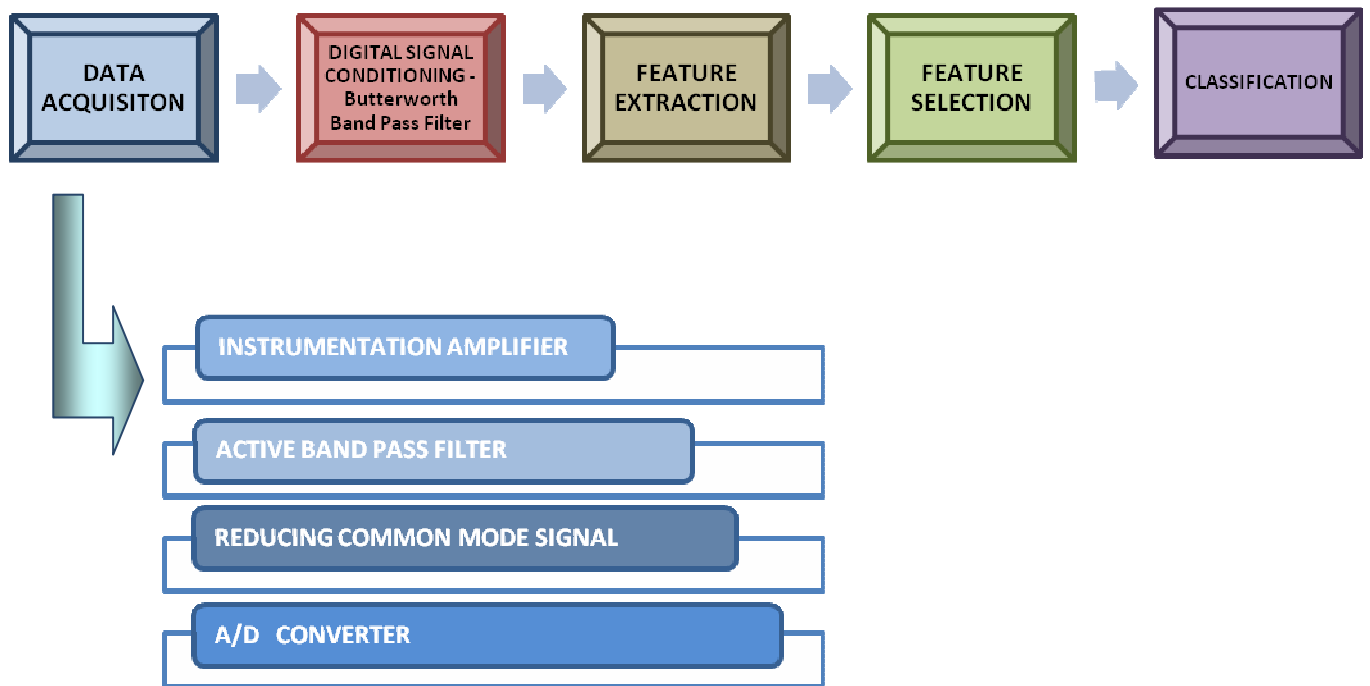 DATA
ACQUISITON
DIGITAL SIGNAL
CONDITIONING -
Butterworth
Band Pass Filter
FEATURE
EXTRACTION
FEATURE
SELECTION
CLASSIFICATION
INSTRUMENTATION AMPLIFIER
ACTIVE BAND PASS FILTER
REDUCING COMMON MODE SIGNAL
A/D CONVERTER